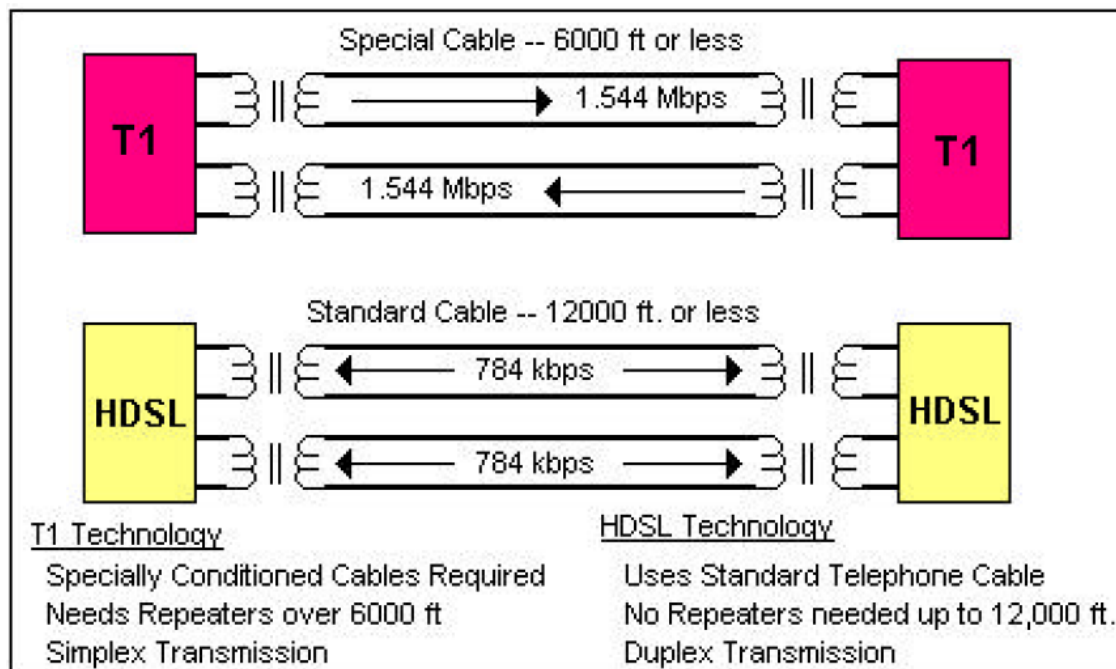 Special Cable -- 6000 ft or less
T1
1.544 Mbps
T1
1.544 Mbps
Standard Cable -- 12000 ft. or less
HDSL
784 kbps
HDSL
784 kbps
T1 Technology
Specially Conditioned Cables Required
Needs Repeaters over 6000 ft
Simplex Transmission
HDSL Technology
Uses Standard Telephone Cable
No Repeaters needed up to 12,000 ft.
Duplex Transmission